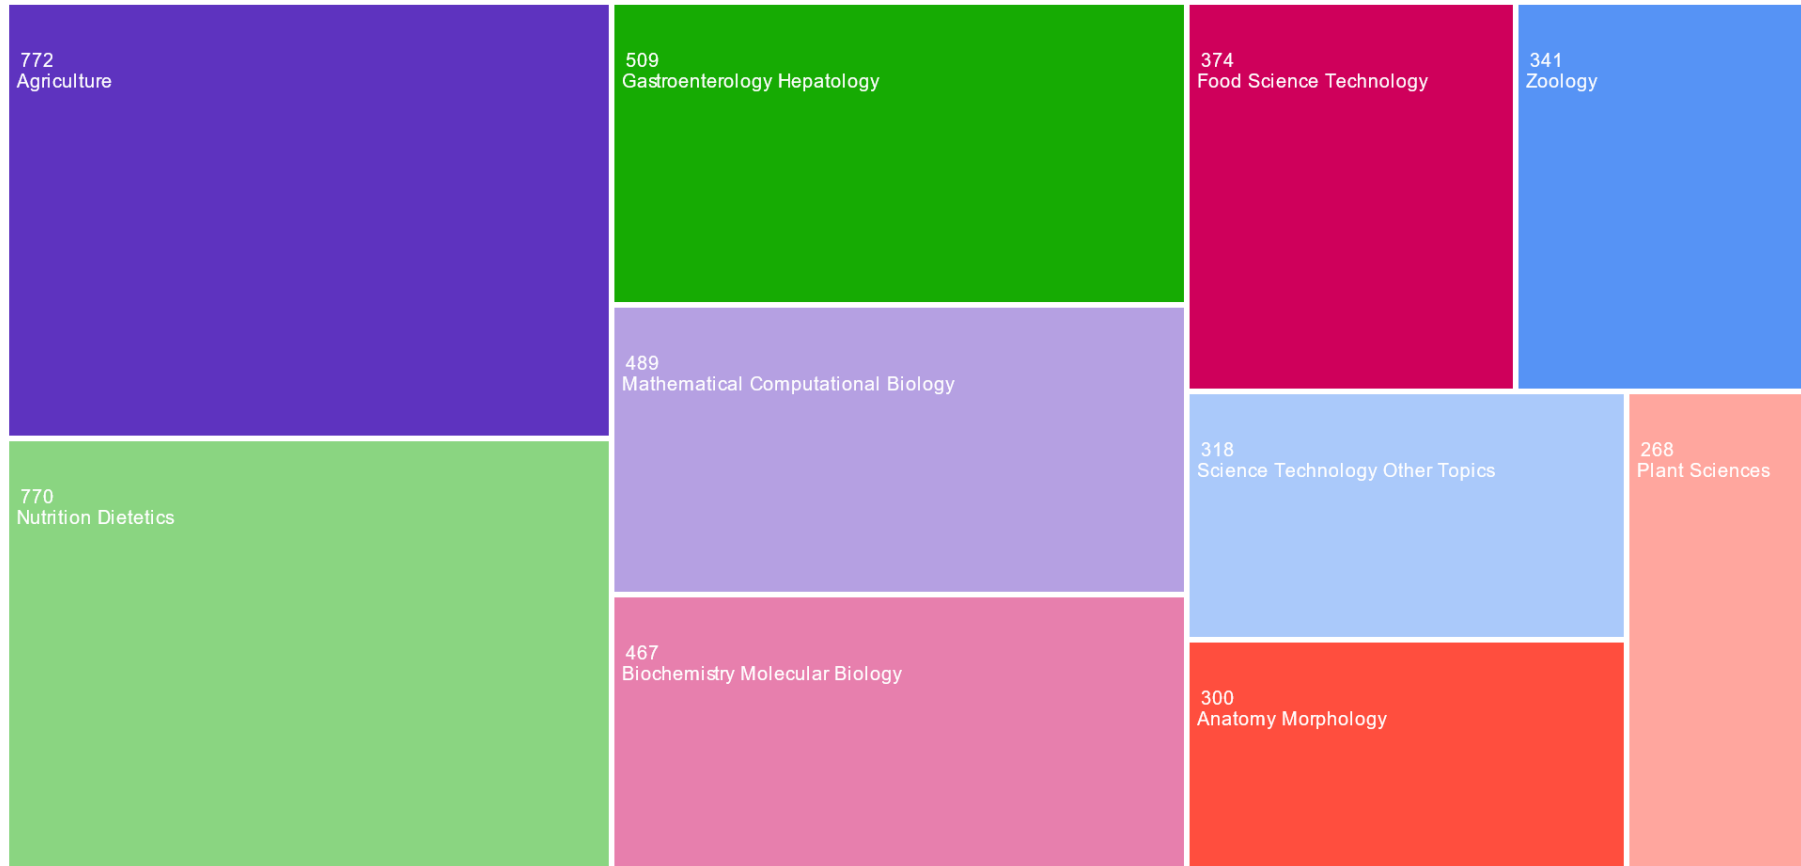 772
Agriculture
770
Nutrition Dietetics
509
Gastroenterology Hepatology
489
Mathematical Computational Biology
467
Biochemistry Molecular Biology
374
Food Science Technology
341
Zoology
318
Science Technology Other Topics
300
Anatomy Morphology
268
Plant Sciences